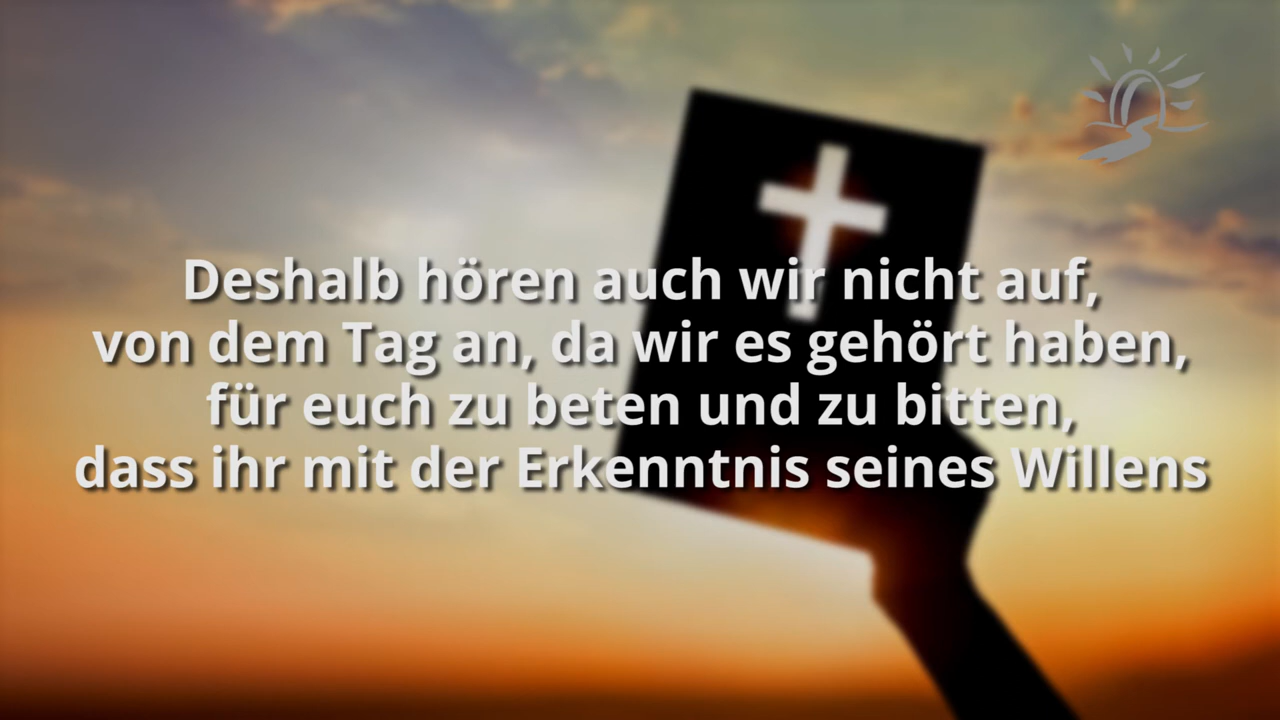 Deshalb hören auch wir nicht auf,
von dem Tag an, da wir es gehört haben,
für euch zu beten und zu bitten,
dass ihr mit der Erkenntnis seines Willens